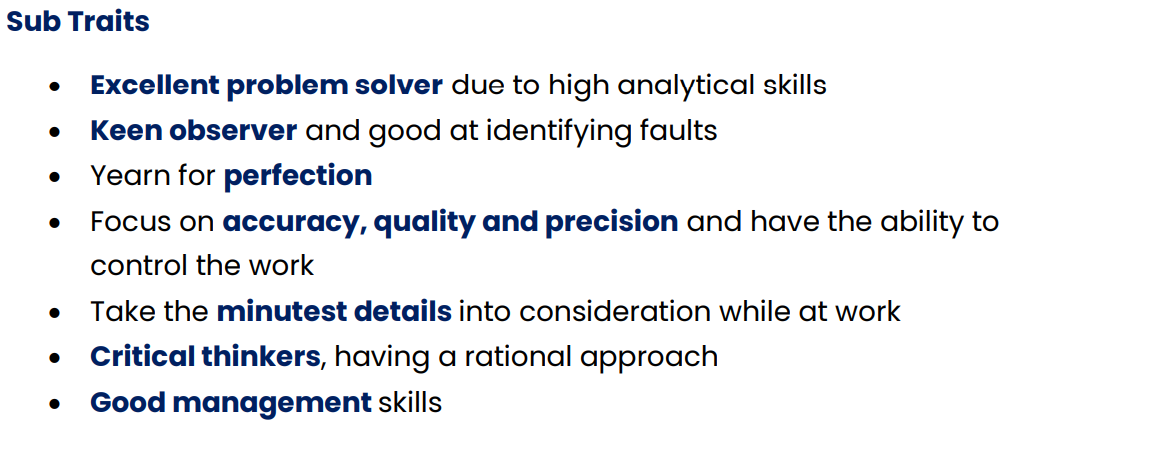 Sub Traits
• Excellent problem solver due to high analytical skills
• Keen observer and good at identifying faults
• Yearn for perfection
• Focus on accuracy, quality and precision and have the ability to
control the work
• Take the minutest details into consideration while at work
• Critical thinkers, having a rational approach
• Good management skills